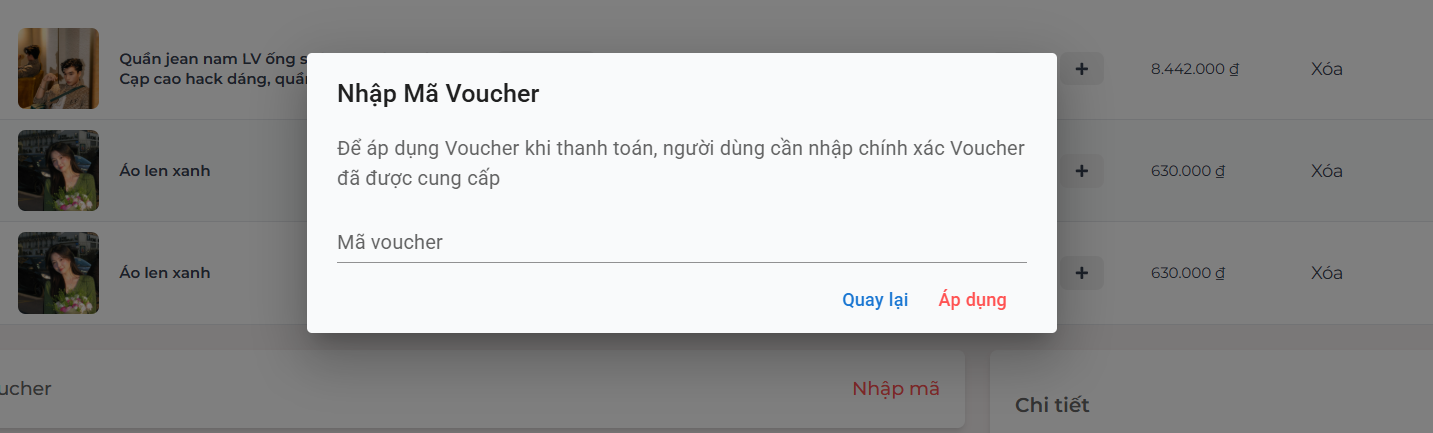 Quần jean nam LV ống
Cạp cao hack dáng,
+
8.442.000 ₫
Xóa
Nhập Mã Voucher
Để áp dụng Voucher khi thanh toán, người dùng cần nhập chính xác Voucher
đã được cung cấp
Áo len xanh
+
630.000 ₫
Xóa
Mã voucher
Áo len xanh
+
630.000 ₫
Xóa
Quay lại
Áp dụng
ucher
Nhập mã
Chi tiết